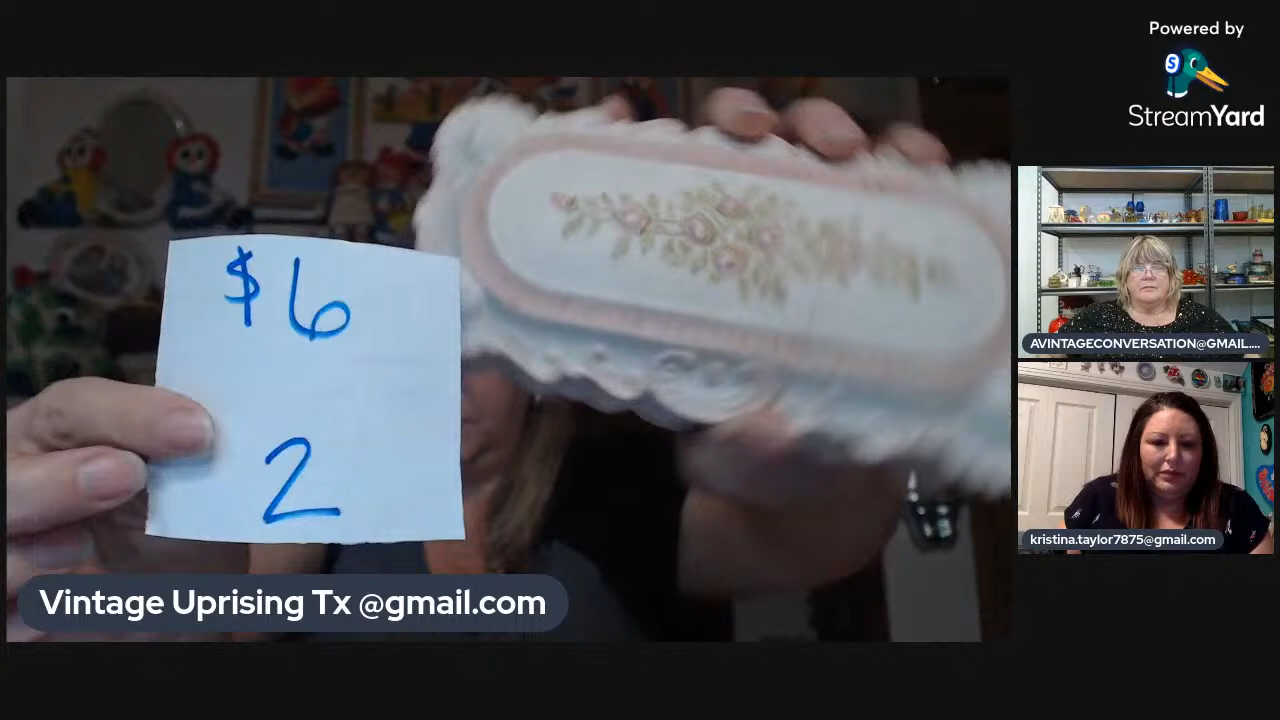 Powered by
StreamYard
$6
2
Vintage Uprising Tx @gmail.com
AVINTAGECONVERSATION@GMAIL....
kristina.taylor7875@gmail.com